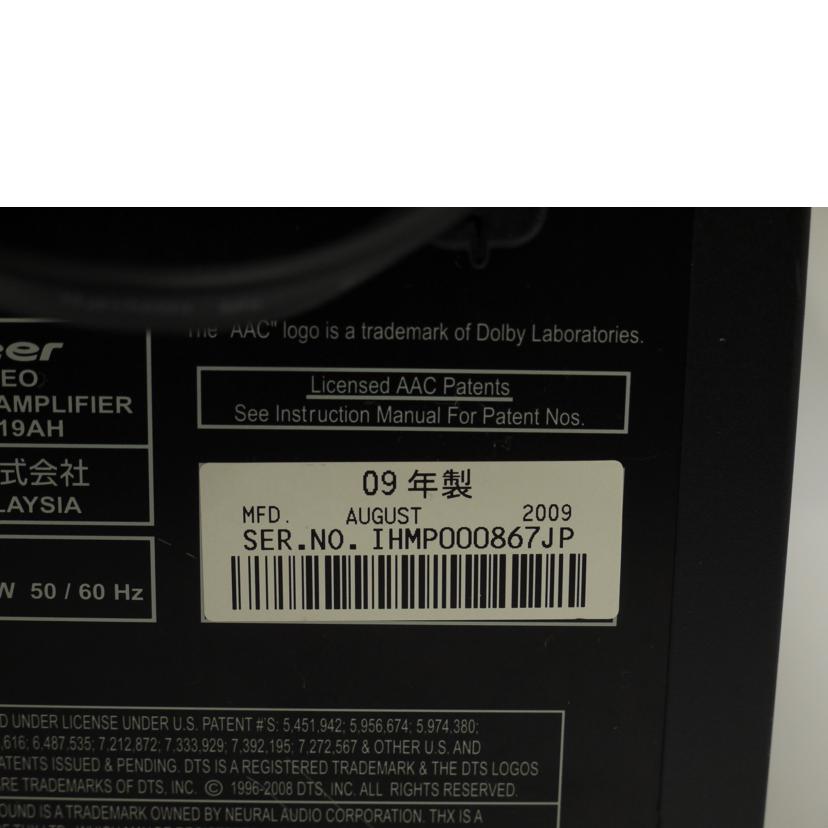 The "AAC" logo is a trademark of Dolby Laboratories.
Licensed AAC Patents
See Instruction Manual For Patent Nos.
eer
EO
AMPLIFIER
19AH
式会社
LAYSIA
W 50 / 60 Hz
09 年製
MFD. AUGUST 2009
SER.NO. IHMP000867JP
D UNDER LICENSE UNDER U.S. PATENT #'S: 5,451,942; 5,956,674; 5,974,380;
,616; 6,487,535; 7,212,872; 7,333,929; 7,392,195; 7,272,567 & OTHER U.S. AND
ATENTS ISSUED & PENDING. DTS IS A REGISTERED TRADEMARK & THE DTS LOGOS
ARE TRADEMARKS OF DTS, INC. © 1996-2008 DTS, INC. ALL RIGHTS RESERVED.
OUND IS A TRADEMARK OWNED BY NEURAL AUDIO CORPORATION. THX IS A